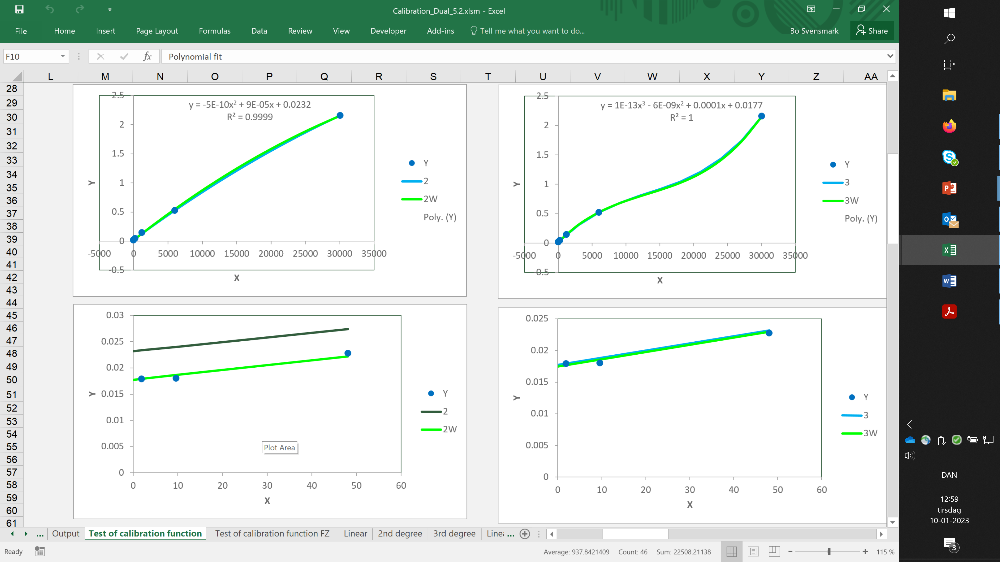 Calibration_Dual_5.2.xlsm - Excel
File Home Insert Page Layout Formulas Data Review View Developer Add-ins Tell me what you want to do... Bo Svensmark Share
F10 fx Polynomial fit
L M N O P Q R S T U V W X Y Z AA
28
29
30
31
32
33
34
35
36
37
38
39
40
41
42
43
44
45
46
47
48
49
50
51
52
53
54
55
56
57
58
59
60
61
y = -5E-10x² + 9E-05x + 0.0232
R² = 0.9999
2.5
2
1.5
1
0.5
0
-0.5
-5000 0 5000 10000 15000 20000 25000 30000 35000
X
Y
Y
2
2W
Poly. (Y)
y = 1E-13x³ - 6E-09x² + 0.0001x + 0.0177
R² = 1
2.5
2
1.5
1
0.5
0
-0.5
-5000 0 5000 10000 15000 20000 25000 30000 35000
X
Y
Y
3
3W
Poly. (Y)
0.03
0.025
0.02
0.015
0.01
0.005
0
0 10 20 30 40 50 60
X
Y
Y
2
2W
Plot Area
0.025
0.02
0.015
0.01
0.005
0
0 10 20 30 40 50 60
X
Y
Y
3
3W
... Output Test of calibration function Test of calibration function FZ Linear 2nd degree 3rd degree Linea ...
Ready Average: 937.8421409 Count: 46 Sum: 22508.21138 115 %
DAN
12:59
tirsdag
10-01-2023
3